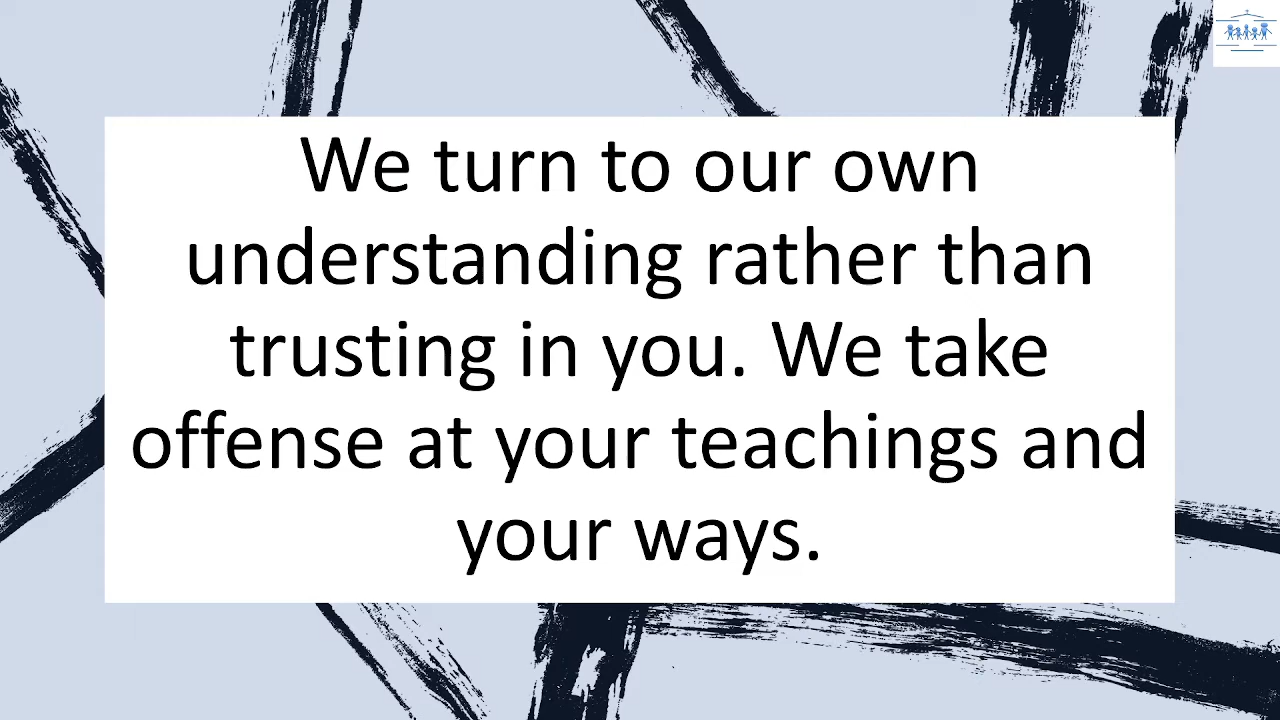 We turn to our own
understanding rather than
trusting in you. We take
offense at your teachings and
your ways.